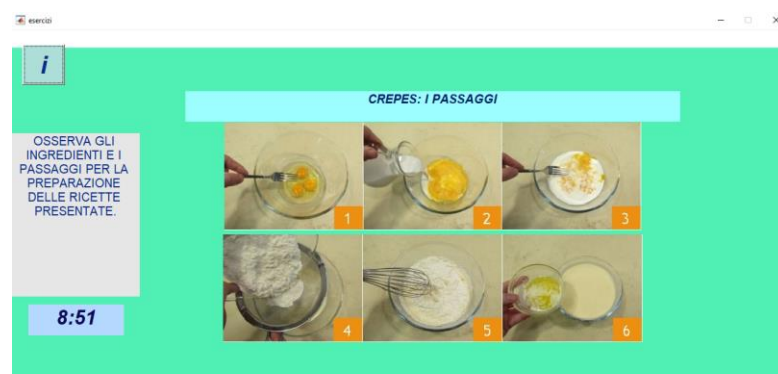 esercizi
i
CREPES: I PASSAGGI
OSSERVA GLI
INGREDIENTI E I
PASSAGGI PER LA
PREPARAZIONE
DELLE RICETTE
PRESENTATE.
1
2
3
4
5
6
8:51